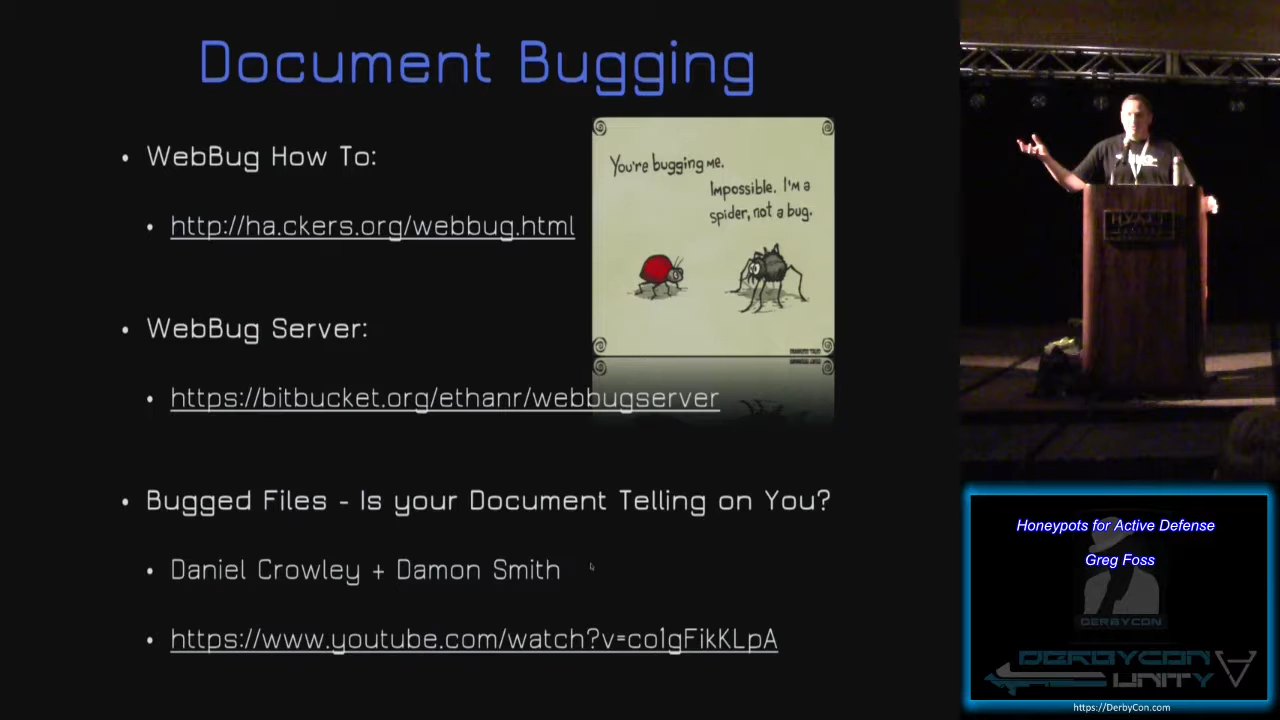 Document Bugging
WebBug How To:
http://ha.ckers.org/webbug.html
You're bugging me.
Impossible. I'm a
spider, not a bug.
WebBug Server:
https://bitbucket.org/ethanr/webbugserver
Bugged Files - Is your Document Telling on You?
Daniel Crowley + Damon Smith
https://www.youtube.com/watch?v=co1gFikKLpA
HYATT
Honeypots for Active Defense
Greg Foss
DERBYCON
DERBYCON
UNITY
https://DerbyCon.com